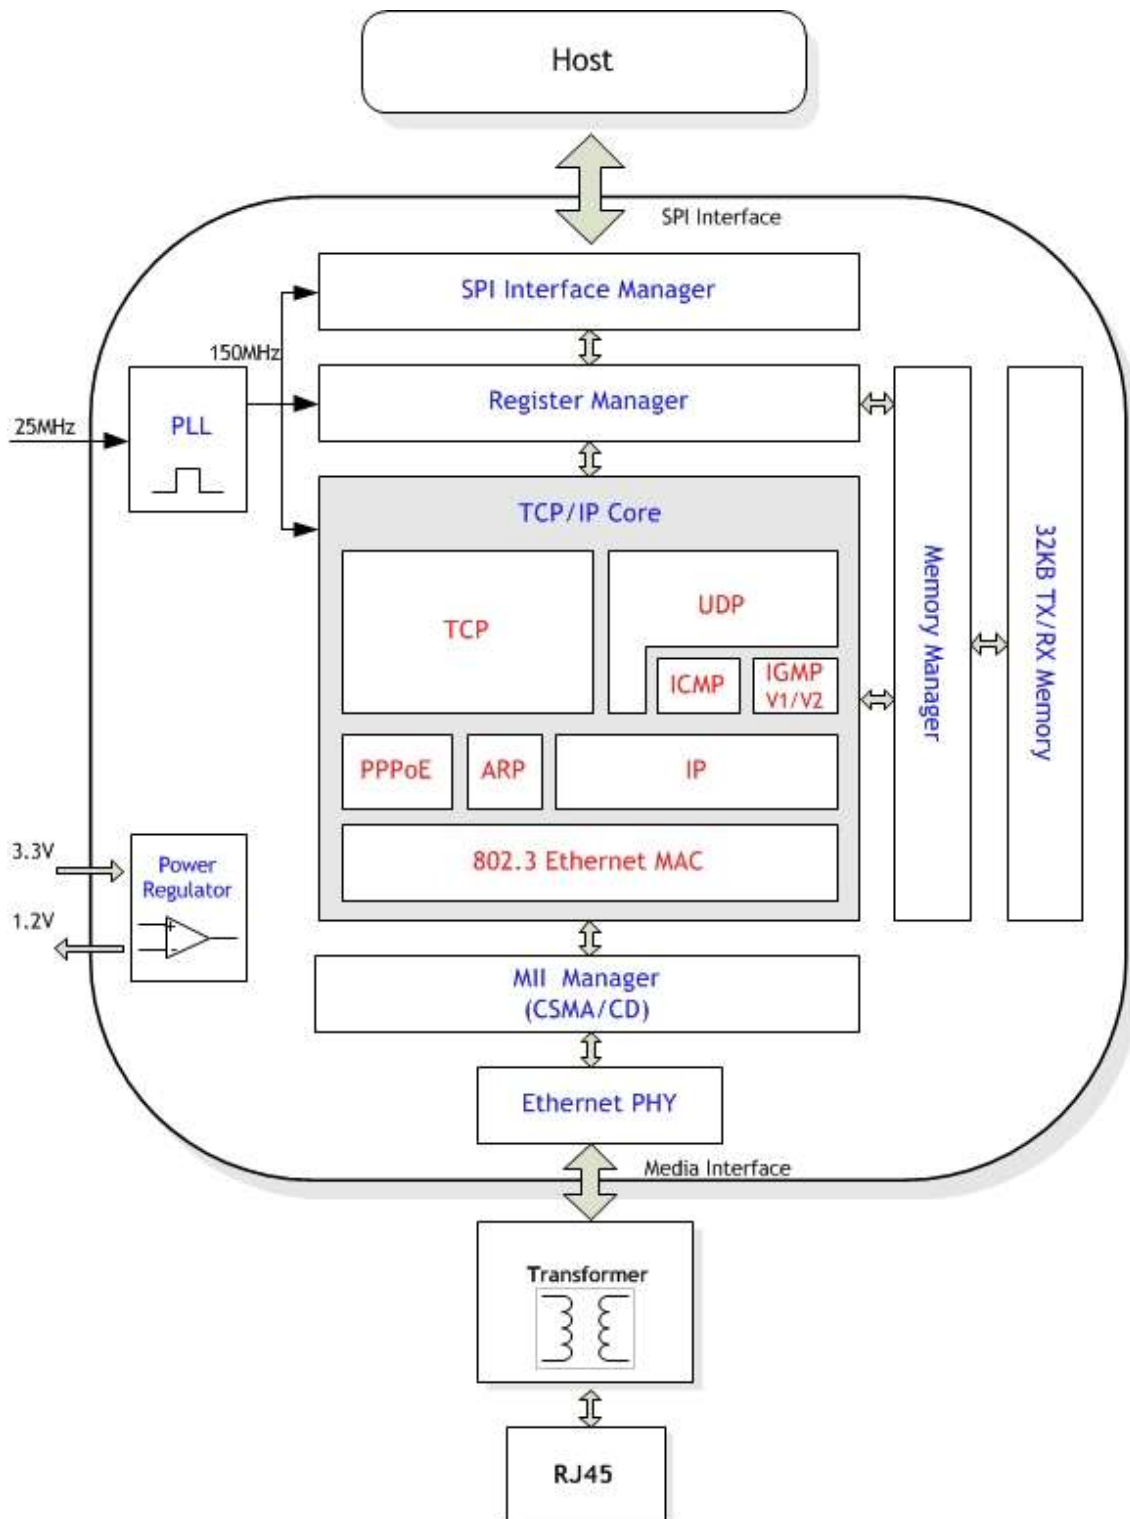 Host
SPI Interface
SPI Interface Manager
150MHz
Register Manager
25MHz
PLL
TCP/IP Core
TCP
UDP
ICMP
IGMP
V1/V2
PPPoE
ARP
IP
802.3 Ethernet MAC
Memory Manager
32KB TX/RX Memory
3.3V
1.2V
Power
Regulator
+
-
MII Manager
(CSMA/CD)
Ethernet PHY
Media Interface
Transformer
RJ45